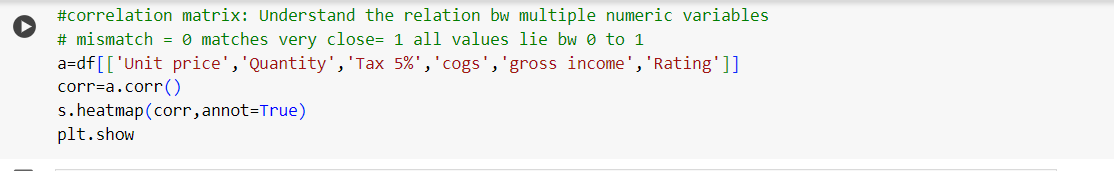 #correlation matrix: Understand the relation bw multiple numeric variables
# mismatch = 0 matches very close= 1 all values lie bw 0 to 1
a=df[['Unit price','Quantity','Tax 5%','cogs','gross income','Rating']]
corr=a.corr()
s.heatmap(corr,annot=True)
plt.show